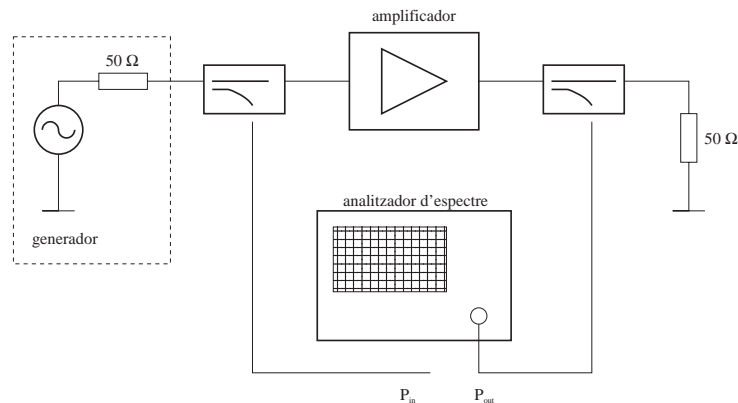 amplificador
50 Ω
50 Ω
analitzador d'espectre
generador
P_in P_out